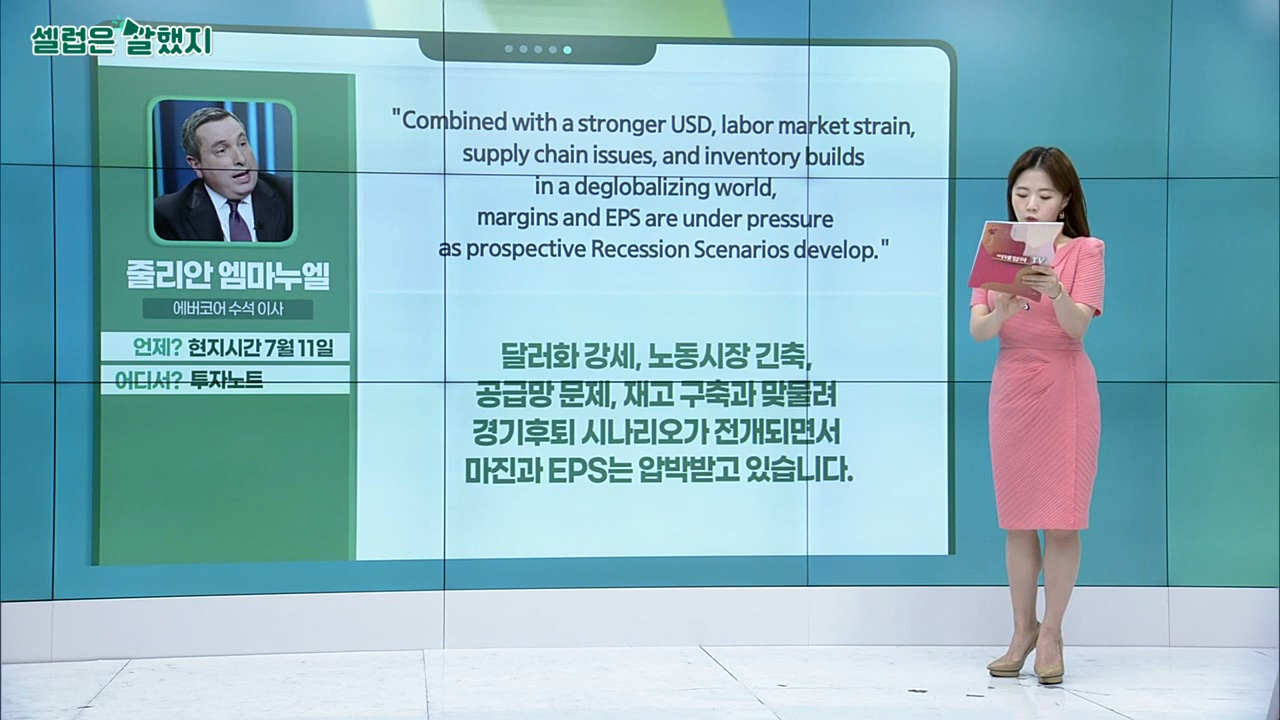 셀럽은 쏼했지
줄리안 엠마누엘
에버코어 수석 이사
언제? 현지시간 7월 11일
어디서? 투자노트
"Combined with a stronger USD, labor market strain,
supply chain issues, and inventory builds
in a deglobalizing world,
margins and EPS are under pressure
as prospective Recession Scenarios develop."
달러화 강세, 노동시장 긴축,
공급망 문제, 재고 구축과 맞물려
경기후퇴 시나리오가 전개되면서
마진과 EPS는 압박받고 있습니다.
TV